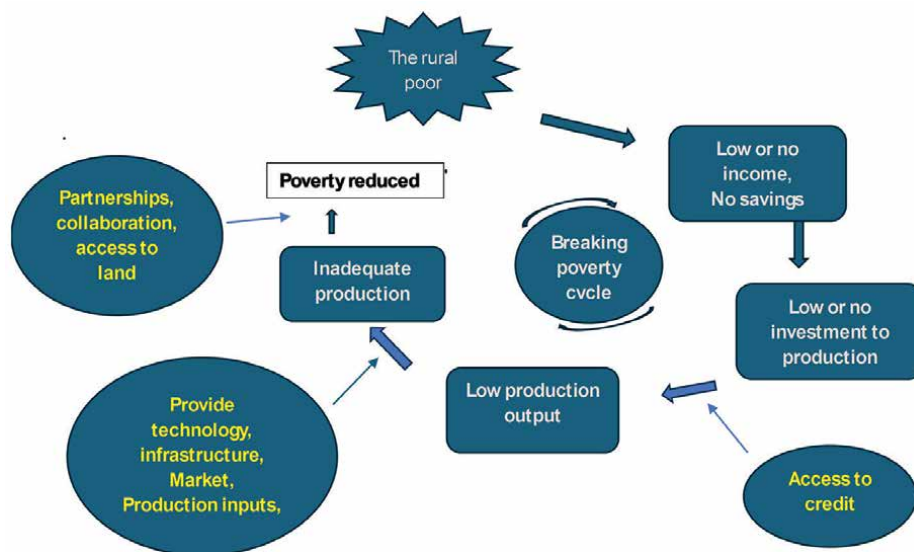 The rural
poor
Low or no
income,
No savings
Poverty reduced
Partnerships,
collaboration,
access to
land
Breaking
poverty
cvcle
Inadequate
production
Low or no
investment to
production
Low production
output
Provide
technology,
infrastructure,
Market,
Production inputs,
Access to
credit